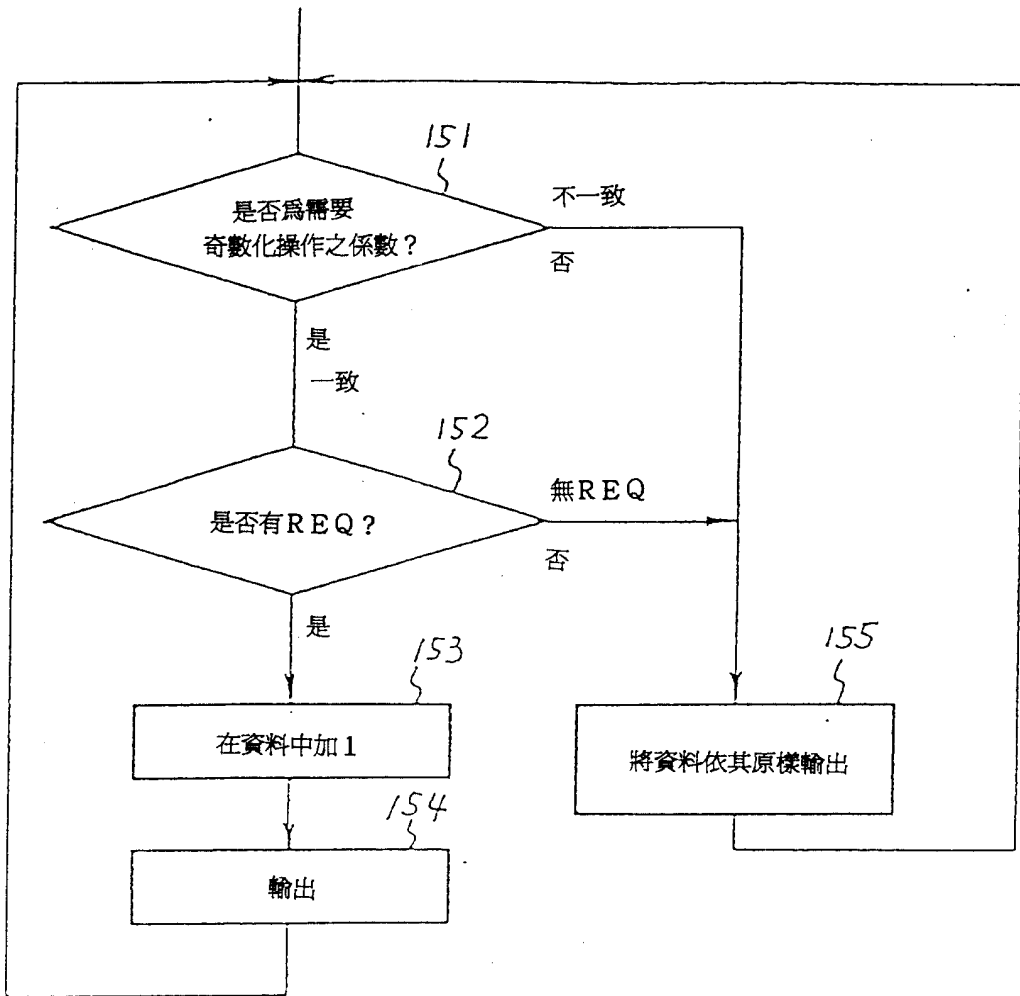 151
是否爲需要
奇數化操作之係數?
不一致
否
是
一致
152
是否有REQ?
無REQ
否
是
153
在資料中加1
154
輸出
155
將資料依其原樣輸出